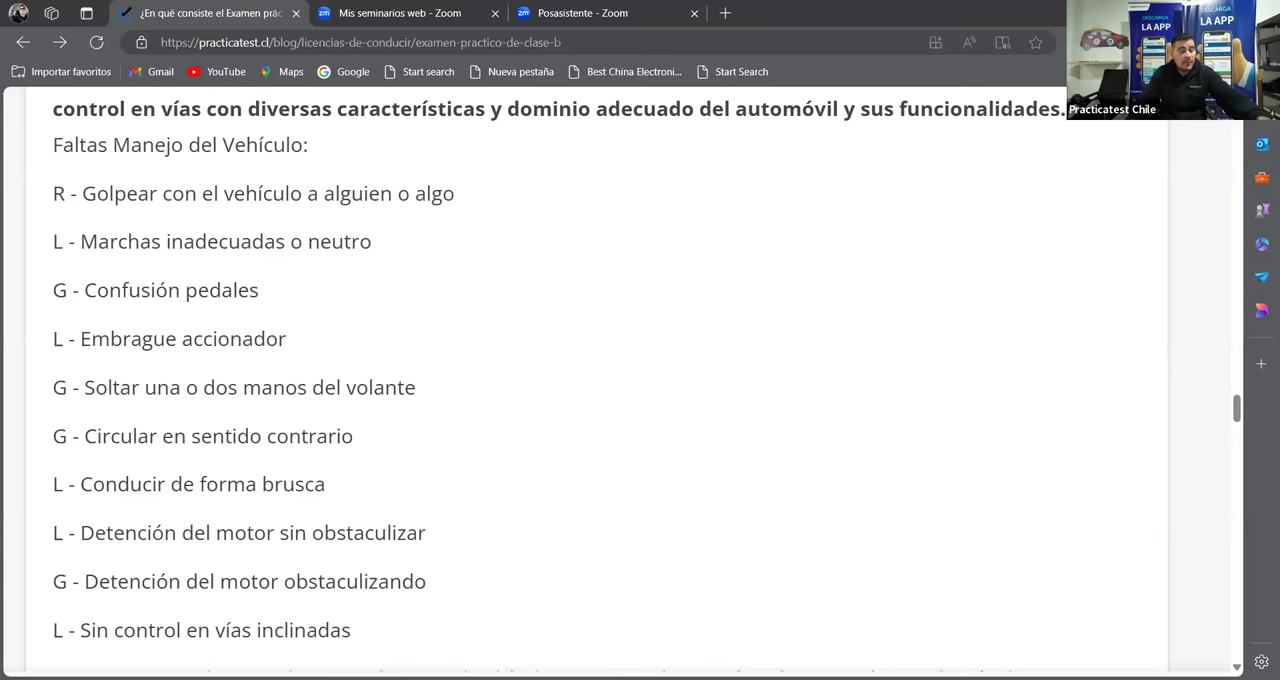 ¿En qué consiste el Examen prác
Mis seminarios web - Zoom
Posasistente - Zoom
https://practicatest.cl/blog/licencias-de-conducir/examen-practico-de-clase-b
Importar favoritos
Gmail
YouTube
Maps
Google
Start search
Nueva pestaña
Best China Electroni...
Start Search
DESCARGA
LA APP
DESCARGA
LA APP
Practicatest Chile
control en vías con diversas características y dominio adecuado del automóvil y sus funcionalidades.
Faltas Manejo del Vehículo:
R - Golpear con el vehículo a alguien o algo
L - Marchas inadecuadas o neutro
G - Confusión pedales
L - Embrague accionador
G - Soltar una o dos manos del volante
G - Circular en sentido contrario
L - Conducir de forma brusca
L - Detención del motor sin obstaculizar
G - Detención del motor obstaculizando
L - Sin control en vías inclinadas